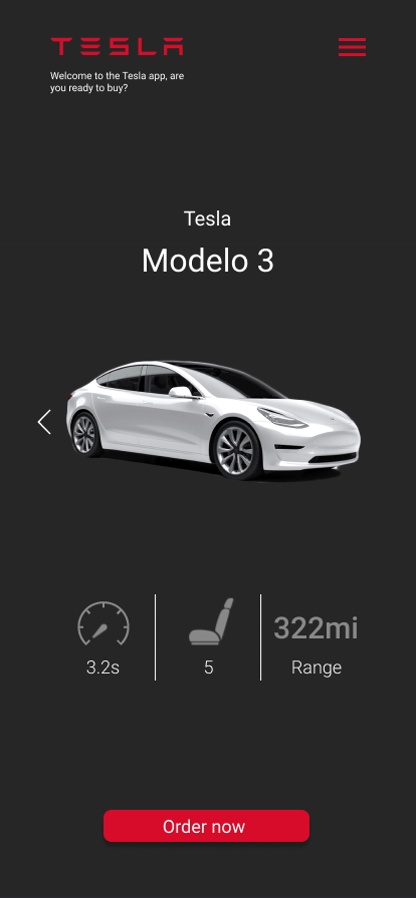 TESLA
Welcome to the Tesla app, are
you ready to buy?
Tesla
Modelo 3
322mi
3.2s
5
Range
Order now